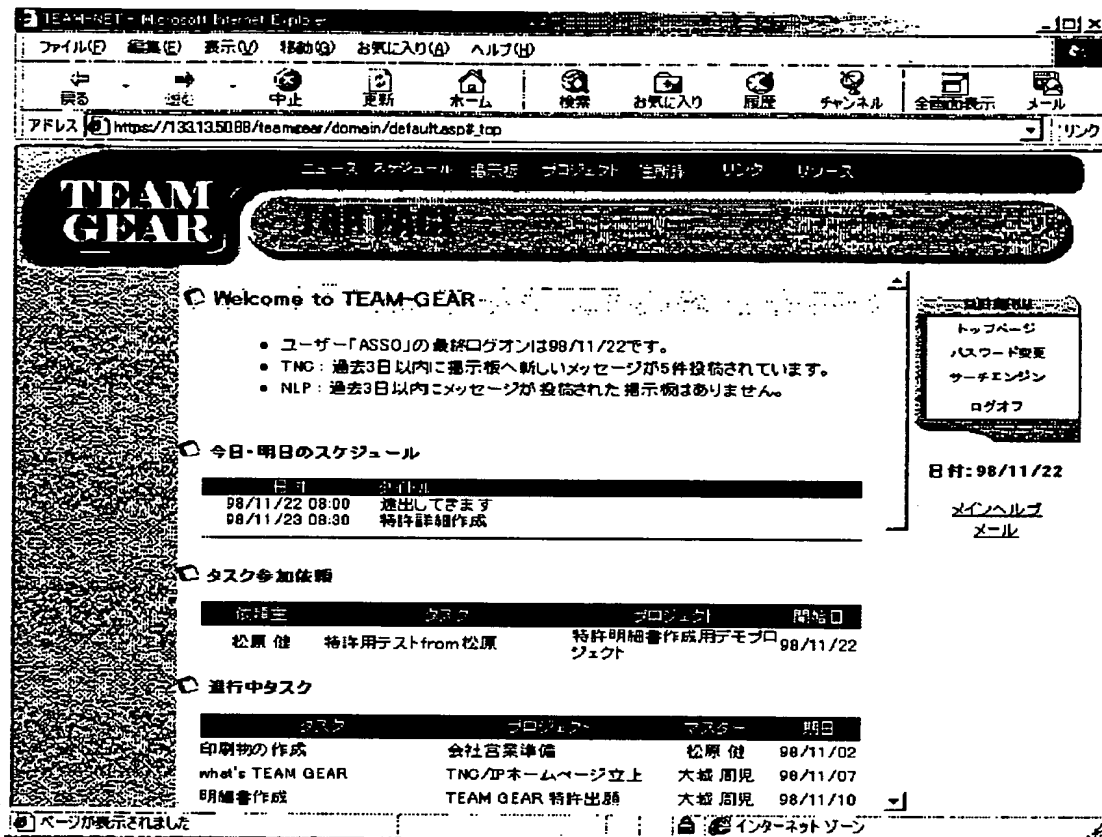 TEAM-NET - Microsoft Internet Explorer
ファイル(F) 編集(E) 表示(V) 移動(G) お気に入り(A) ヘルプ(H)
戻る 進む 中止 更新 ホーム 検索 お気に入り 履歴 チャンネル 全画面表示 メール
アドレス https://133.13.50.88/teamgear/domain/default.asp#_top リンク
ニュース スケジュール 掲示板 プロジェクト 住所録 リンク リソース
TEAM
GEAR
TOP PAGE
Welcome to TEAM-GEAR
• ユーザー「ASSO」の最終ログオンは98/11/22です。
• TNG : 過去3日以内に掲示板へ新しいメッセージが5件投稿されています。
• NLP : 過去3日以内にメッセージが投稿された掲示板はありません。
トップページ
パスワード変更
サーチエンジン
ログオフ
日付:98/11/22
メインヘルプ
メール
今日・明日のスケジュール
日付 タイトル
98/11/22 08:00 遠出してきます
98/11/23 08:30 特許詳細作成
タスク参加依頼
依頼主 タスク プロジェクト 開始日
松原 健 特許用テストfrom松原 特許明細書作成用デモプロ 98/11/22
ジェクト
進行中タスク
タスク プロジェクト マスター 期日
印刷物の作成 会社営業準備 松原 健 98/11/02
what's TEAM GEAR TNG/IPホームページ立上 大城 周児 98/11/07
明細書作成 TEAM GEAR 特許出願 大城 周児 98/11/10
ページが表示されました インターネット ゾーン